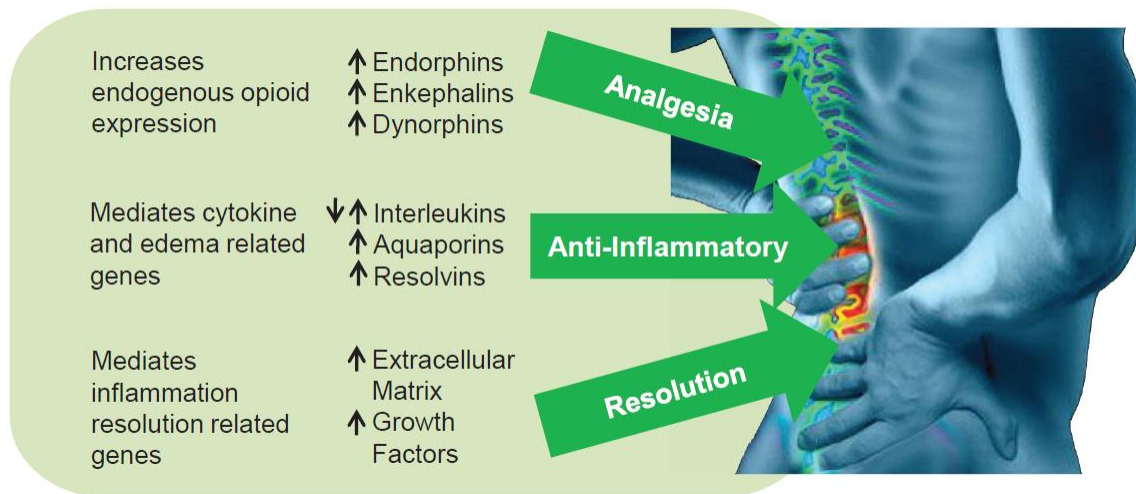 Increases
endogenous opioid
expression
↑ Endorphins
↑ Enkephalins
↑ Dynorphins
Analgesia
Mediates cytokine
and edema related
genes
↓↑ Interleukins
↑ Aquaporins
↑ Resolvins
Anti-Inflammatory
Mediates
inflammation
resolution related
genes
↑ Extracellular
Matrix
↑ Growth
Factors
Resolution